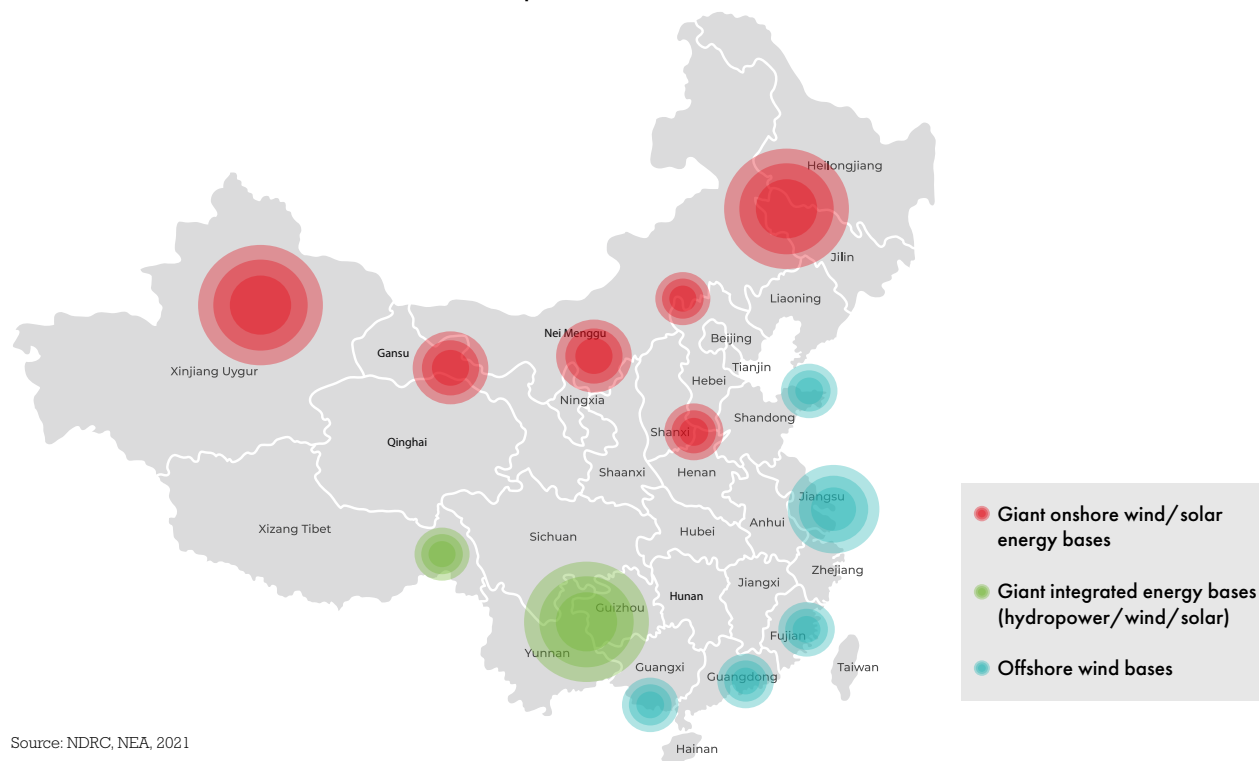 Heilongjiang
Jilin
Liaoning
Nei Menggu
Beijing
Gansu
Tianjin
Xinjiang Uygur
Hebei
Ningxia
Shandong
Shanxi
Qinghai
Shaanxi
Henan
Jiangsu
Anhui
Xizang Tibet
Hubei
Sichuan
Zhejiang
Jiangxi
Hunan
Guizhou
Fujian
Yunnan
Guangxi
Taiwan
Guangdong
Hainan
Giant onshore wind/solar
energy bases
Giant integrated energy bases
(hydropower/wind/solar)
Offshore wind bases
Source: NDRC, NEA, 2021